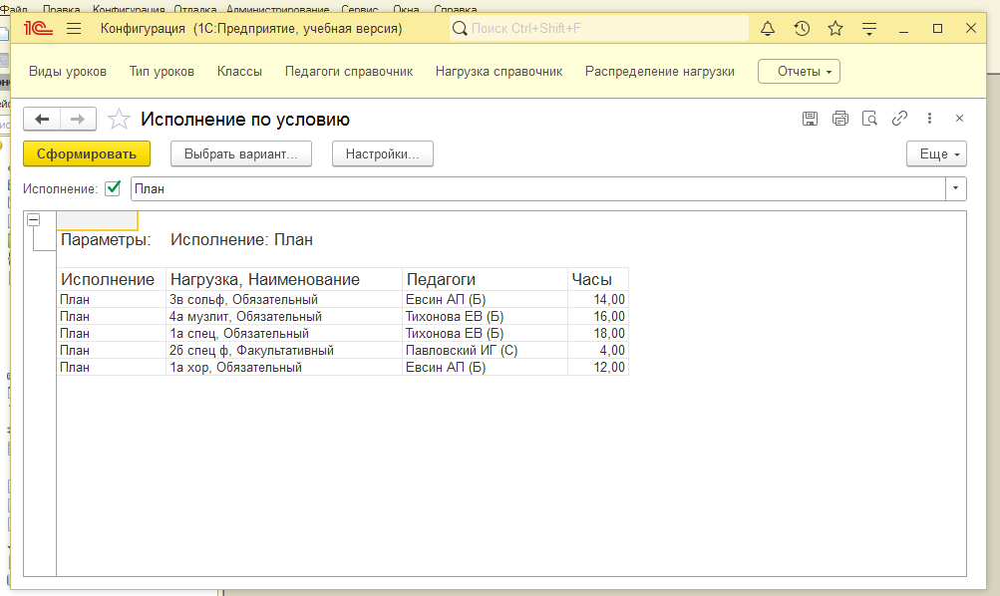 Файл Правка Конфигурация Отладка Администрирование Сервис Окна Справка
1С Конфигурация (1С:Предприятие, учебная версия) Поиск Ctrl+Shift+F
Виды уроков Тип уроков Классы Педагоги справочник Нагрузка справочник Распределение нагрузки Отчеты
Исполнение по условию
Сформировать Выбрать вариант... Настройки... Еще
Исполнение: План
Параметры: Исполнение: План
Исполнение Нагрузка, Наименование Педагоги Часы
План 3в сольф, Обязательный Евсин АП (Б) 14,00
План 4а музлит, Обязательный Тихонова ЕВ (Б) 16,00
План 1а спец, Обязательный Тихонова ЕВ (Б) 18,00
План 2б спец ф, Факультативный Павловский ИГ (С) 4,00
План 1а хор, Обязательный Евсин АП (Б) 12,00